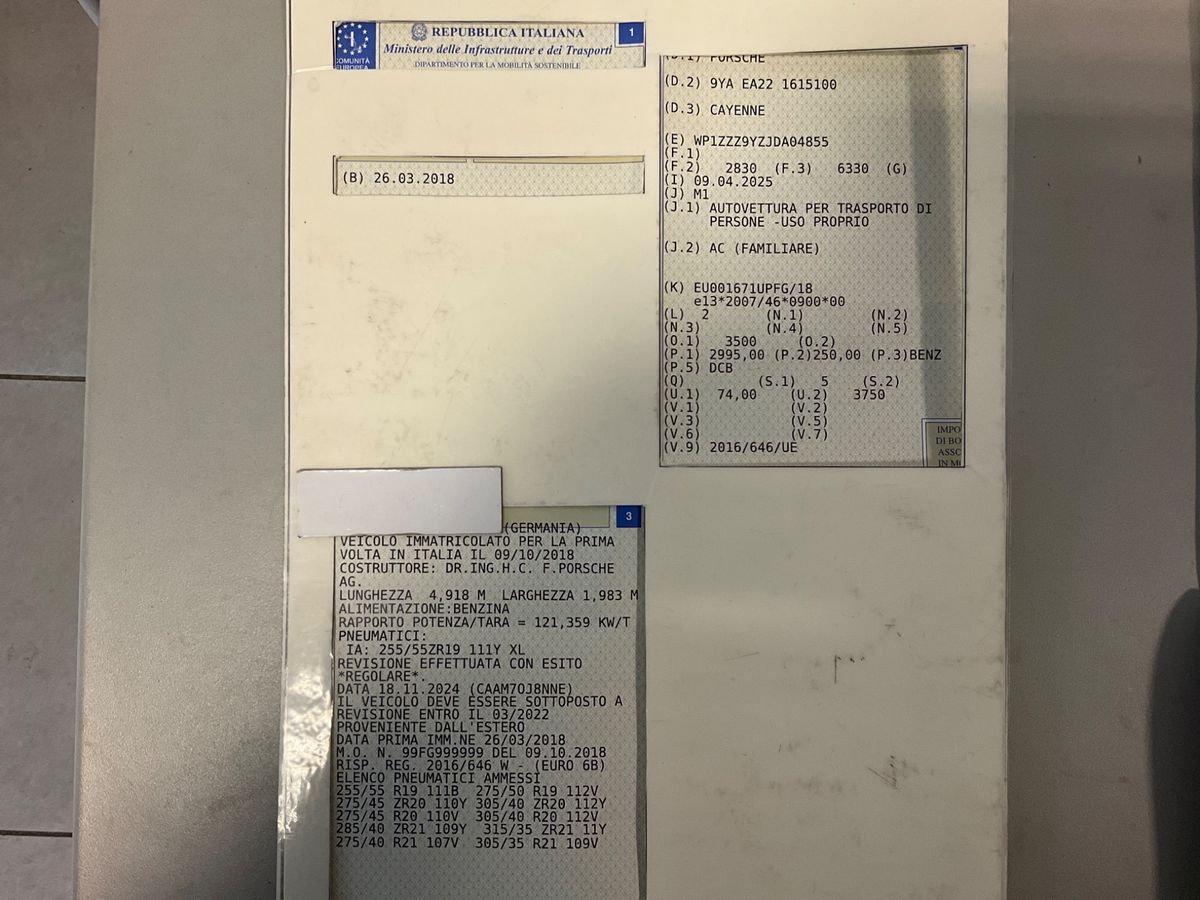 REPUBBLICA ITALIANA 1
Ministero delle Infrastrutture e dei Trasporti
COMUNITÀ EUROPEA
DIPARTIMENTO PER LA MOBILITÀ SOSTENIBILE
(B) 26.03.2018
(D.1) PORSCHE
(D.2) 9YA EA22 1615100
(D.3) CAYENNE
(E) WP1ZZZ9YZJDA04855
(F.1)
(F.2) 2830 (F.3) 6330 (G)
(I) 09.04.2025
(J) M1
(J.1) AUTOVETTURA PER TRASPORTO DI
PERSONE -USO PROPRIO
(J.2) AC (FAMILIARE)
(K) EU001671UPFG/18
e13*2007/46*0900*00
(L) 2 (N.1) (N.2)
(N.3) (N.4) (N.5)
(O.1) 3500 (O.2)
(P.1) 2995,00 (P.2)250,00 (P.3)BENZ
(P.5) DCB
(Q) (S.1) 5 (S.2)
(U.1) 74,00 (U.2) 3750
(V.1) (V.2)
(V.3) (V.5)
(V.6) (V.7)
(V.9) 2016/646/UE
IMPO
DI BO
ASSO
IN M
3
(GERMANIA)
VEICOLO IMMATRICOLATO PER LA PRIMA
VOLTA IN ITALIA IL 09/10/2018
COSTRUTTORE: DR.ING.H.C. F.PORSCHE
AG.
LUNGHEZZA 4,918 M LARGHEZZA 1,983 M
ALIMENTAZIONE:BENZINA
RAPPORTO POTENZA/TARA = 121,359 KW/T
PNEUMATICI:
IA: 255/55ZR19 111Y XL
REVISIONE EFFETTUATA CON ESITO
*REGOLARE*.
DATA 18.11.2024 (CAAM7OJ8NNE)
IL VEICOLO DEVE ESSERE SOTTOPOSTO A
REVISIONE ENTRO IL 03/2022
PROVENIENTE DALL'ESTERO
DATA PRIMA IMM.NE 26/03/2018
M.O. N. 99FG999999 DEL 09.10.2018
RISP. REG. 2016/646 W - (EURO 6B)
ELENCO PNEUMATICI AMMESSI
255/55 R19 111B 275/50 R19 112V
275/45 ZR20 110Y 305/40 ZR20 112Y
275/45 R20 110V 305/40 R20 112V
285/40 ZR21 109Y 315/35 ZR21 11Y
275/40 R21 107V 305/35 R21 109V